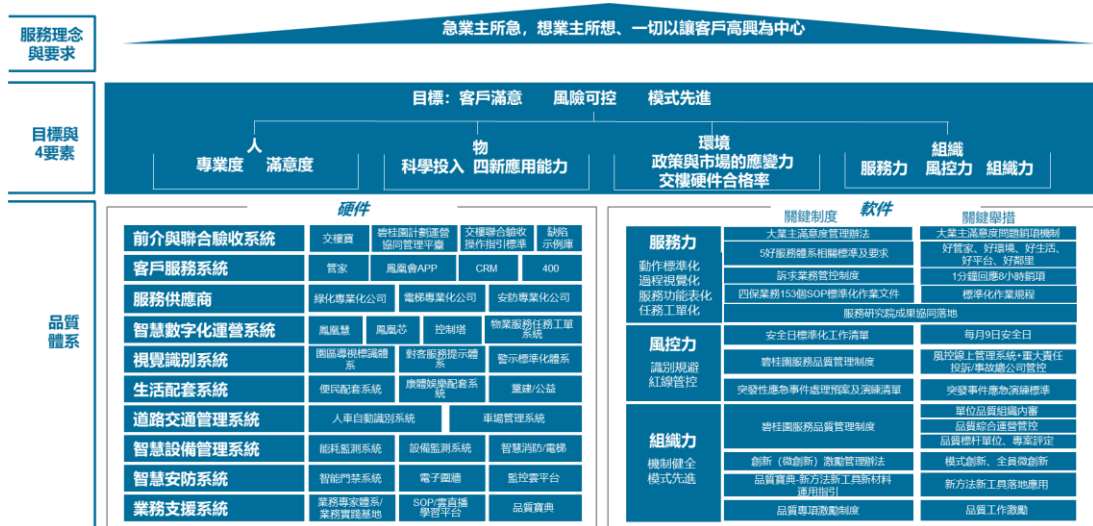 服務理念
與要求
急業主所急，想業主所想、一切以讓客戶高興為中心
目標與
4要素
目標：客戶滿意 風險可控 模式先進
人
專業度 滿意度
物
科學投入 四新應用能力
環境
政策與市場的應變力
交樓硬件合格率
組織
服務力 風控力 組織力
品質
體系
硬件
前介與聯合驗收系統
交樓寶
碧桂園計劃運營
協同管理平臺
交樓聯合驗收
操作指引標準
缺陷
示例庫
客戶服務系統
管家
鳳凰會APP
CRM
400
服務供應商
綠化專業化公司
電梯專業化公司
安防專業化公司
智慧數字化運營系統
鳳凰慧
鳳凰芯
控制塔
物業服務任務工單
系統
視覺識別系統
園區導視標識體
系
對客服務提示體
系
警示標準化體系
生活配套系統
便民配套系統
康體娛樂配套系
統
黨建/公益
道路交通管理系統
人車自動識別系統
車場管理系統
智慧設備管理系統
能耗監測系統
設備監測系統
智慧消防/電梯
智慧安防系統
智能門禁系統
電子圍牆
監控雲平台
業務支援系統
業務專家體系/
業務實踐基地
SOP/雲直播
學習平台
品質寶典
軟件
關鍵制度
關鍵舉措
服務力
動作標準化
過程視覺化
服務功能表化
任務工單化
大業主滿意度管理辦法
大業主滿意度問題銷項機制
5好服務體系相關標準及要求
好管家、好環境、好生活、
好平台、好鄰里
訴求業務管控制度
1分鐘回應8小時銷項
四保業務153個SOP標準化作業文件
標準化作業規程
服務研究院成果協同落地
風控力
識別規避
紅線管控
安全日標準化工作清單
每月9日安全日
碧桂園服務品質管理制度
風控線上管理系統+重大責任
投訴/事故總公司管控
突發性應急事件處理預案及演練清單
突發事件應急演練標準
組織力
機制健全
模式先進
碧桂園服務品質管理制度
單位品質組織內審
品質綜合運營管控
品質標杆單位、專案評定
創新（微創新）激勵管理辦法
模式創新、全員微創新
品質寶典-新方法新工具新材料
運用指引
新方法新工具落地應用
品質專項激勵制度
品質工作激勵